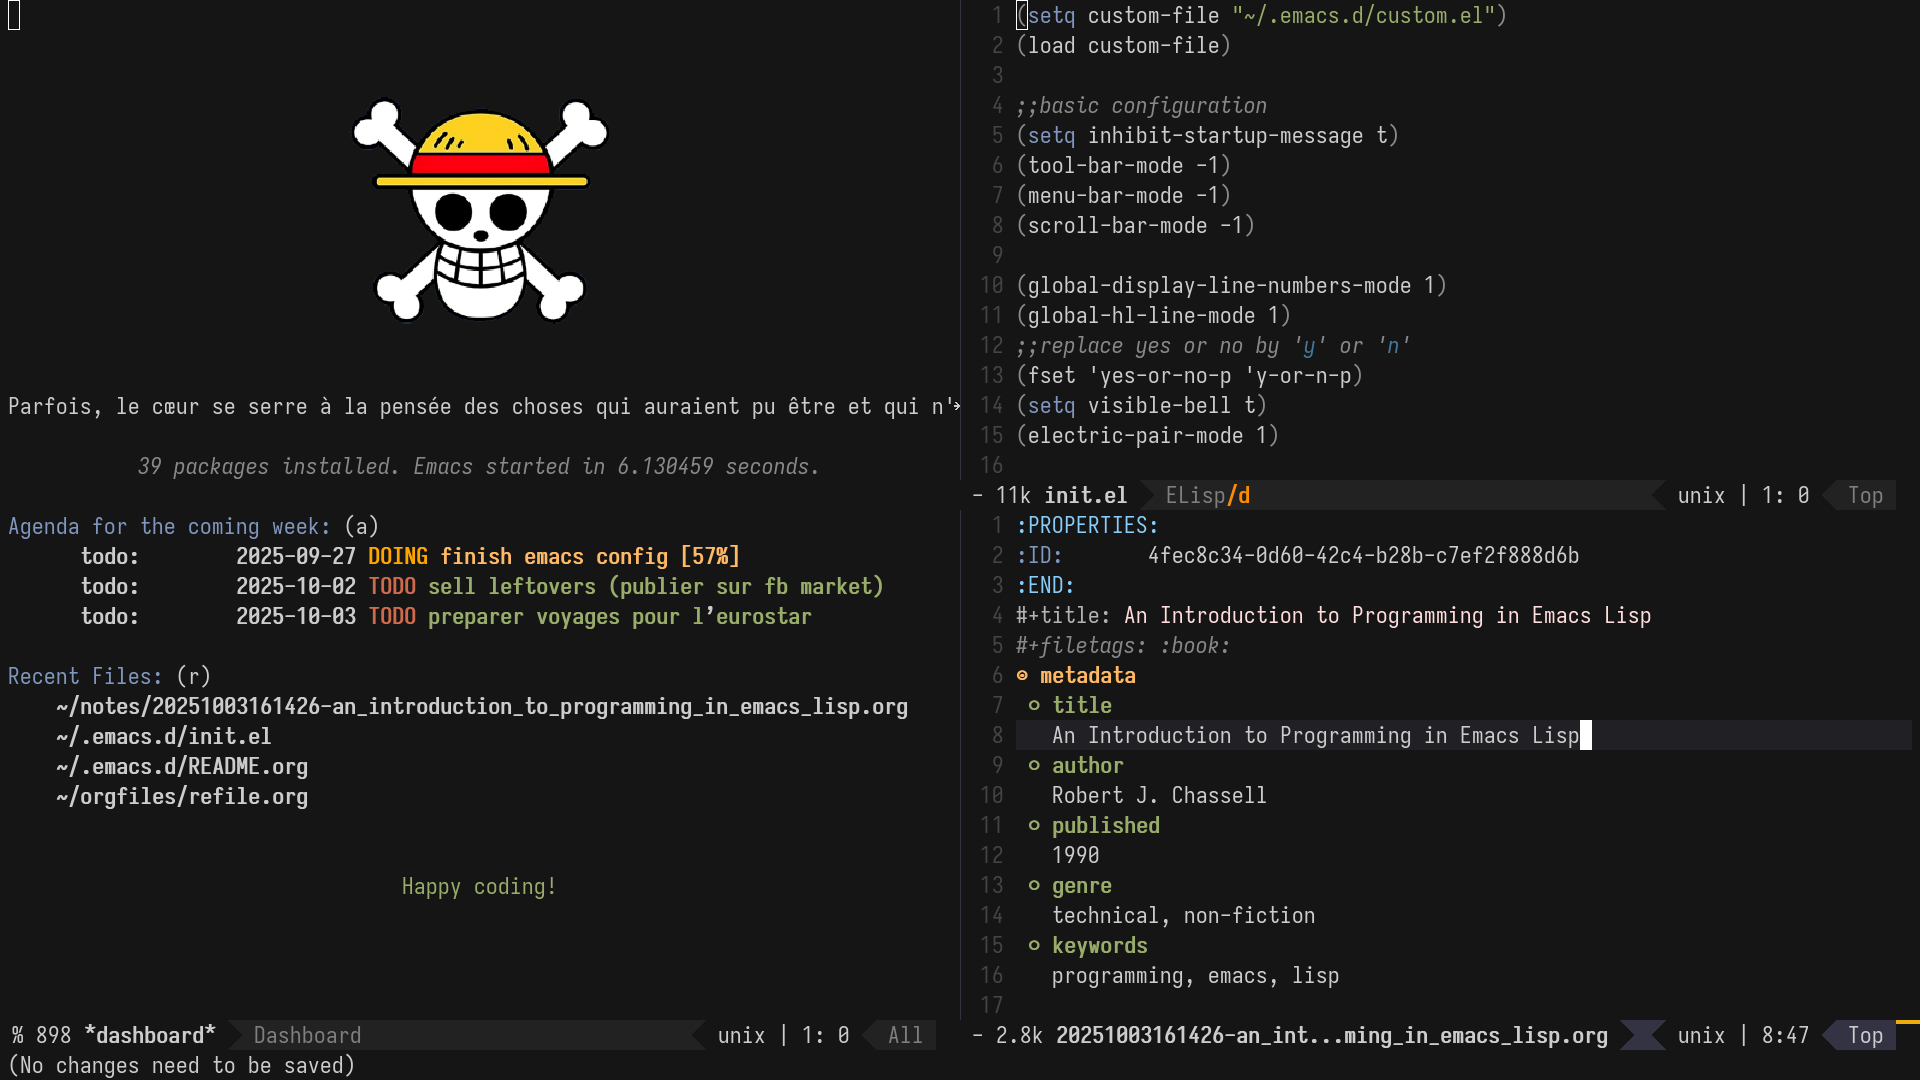 Parfois, le cœur se serre à la pensée des choses qui auraient pu être et qui n'
39 packages installed. Emacs started in 6.130459 seconds.
Agenda for the coming week: (a)
todo: 2025-09-27 DOING finish emacs config [57%]
todo: 2025-10-02 TODO sell leftovers (publier sur fb market)
todo: 2025-10-03 TODO preparer voyages pour l’eurostar
Recent Files: (r)
~/notes/20251003161426-an_introduction_to_programming_in_emacs_lisp.org
~/.emacs.d/init.el
~/.emacs.d/README.org
~/orgfiles/refile.org
Happy coding!
% 898 *dashboard* Dashboard unix | 1: 0 All
(No changes need to be saved)
1 (setq custom-file "~/.emacs.d/custom.el")
2 (load custom-file)
3
4 ;;basic configuration
5 (setq inhibit-startup-message t)
6 (tool-bar-mode -1)
7 (menu-bar-mode -1)
8 (scroll-bar-mode -1)
9
10 (global-display-line-numbers-mode 1)
11 (global-hl-line-mode 1)
12 ;;replace yes or no by 'y' or 'n'
13 (fset 'yes-or-no-p 'y-or-n-p)
14 (setq visible-bell t)
15 (electric-pair-mode 1)
16
- 11k init.el ELisp/d unix | 1: 0 Top
1 :PROPERTIES:
2 :ID: 4fec8c34-0d60-42c4-b28b-c7ef2f888d6b
3 :END:
4 #+title: An Introduction to Programming in Emacs Lisp
5 #+filetags: :book:
6 metadata
7 title
8 An Introduction to Programming in Emacs Lisp
9 author
10 Robert J. Chassell
11 published
12 1990
13 genre
14 technical, non-fiction
15 keywords
16 programming, emacs, lisp
17
- 2.8k 20251003161426-an_int...ming_in_emacs_lisp.org unix | 8:47 Top